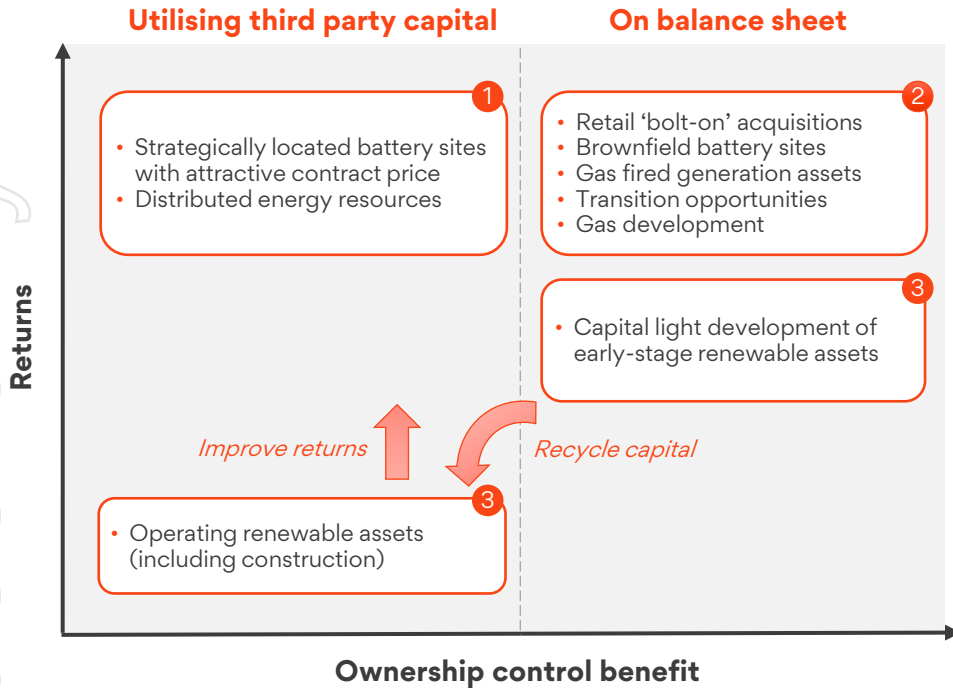 Utilising third party capital
On balance sheet
1
• Strategically located battery sites
with attractive contract price
• Distributed energy resources
2
• Retail ‘bolt-on’ acquisitions
• Brownfield battery sites
• Gas fired generation assets
• Transition opportunities
• Gas development
3
• Capital light development of
early-stage renewable assets
Returns
Improve returns
Recycle capital
3
• Operating renewable assets
(including construction)
Ownership control benefit